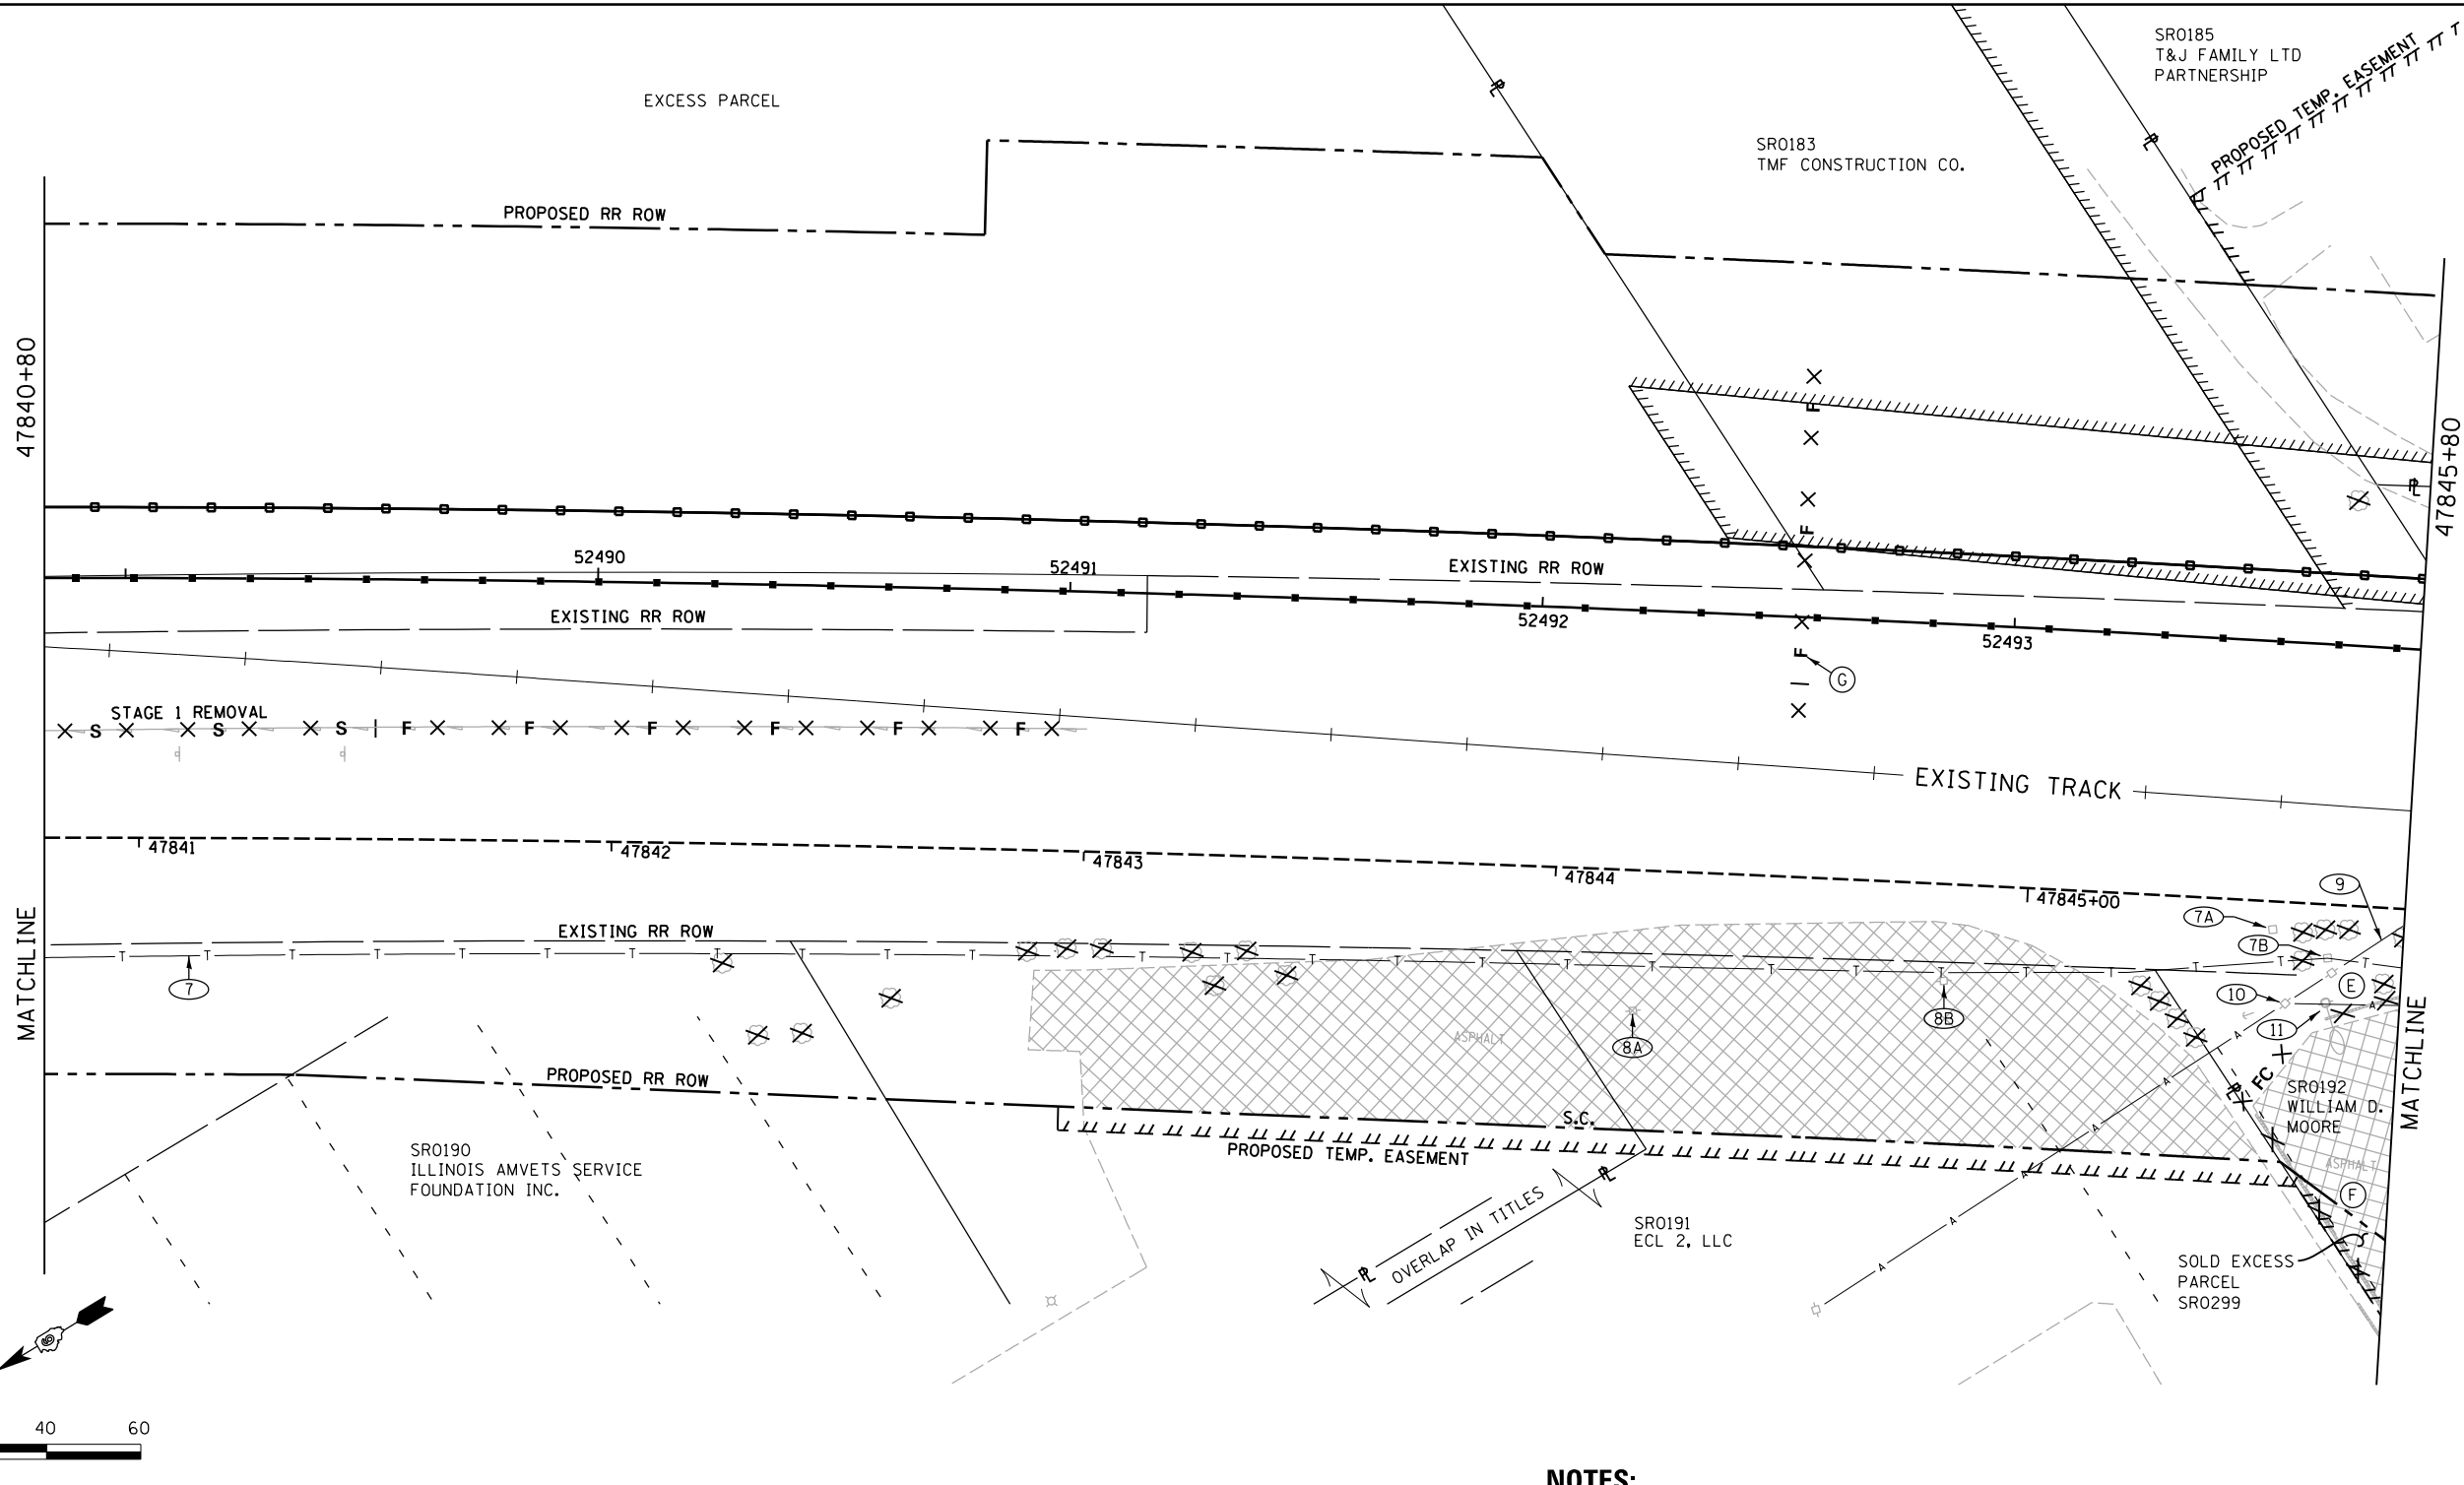 SR0185
T&J FAMILY LTD
PARTNERSHIP
PROPOSED TEMP. EASEMENT
EXCESS PARCEL
SR0183
TMF CONSTRUCTION CO.
PROPOSED RR ROW
47840+80
47845+80
52490
52491
EXISTING RR ROW
EXISTING RR ROW
52492
52493
F
F
F
G
STAGE 1 REMOVAL
S S S F F F F F F
EXISTING TRACK
47841
47842
47843
47844
47845+00
MATCHLINE
MATCHLINE
EXISTING RR ROW
T T T T T T T T T T T T T T T T T T T T T T T T T T T
7
7A
7B
8A
8B
9
10
11
E
F
ASPHALT
PROPOSED RR ROW
S.C.
PROPOSED TEMP. EASEMENT
FC
SR0192
WILLIAM D.
MOORE
ASPHALT
SR0190
ILLINOIS AMVETS SERVICE
FOUNDATION INC.
OVERLAP IN TITLES
SR0191
ECL 2, LLC
A A A A A A A
SOLD EXCESS
PARCEL
SR0299
40 60
NOTES: